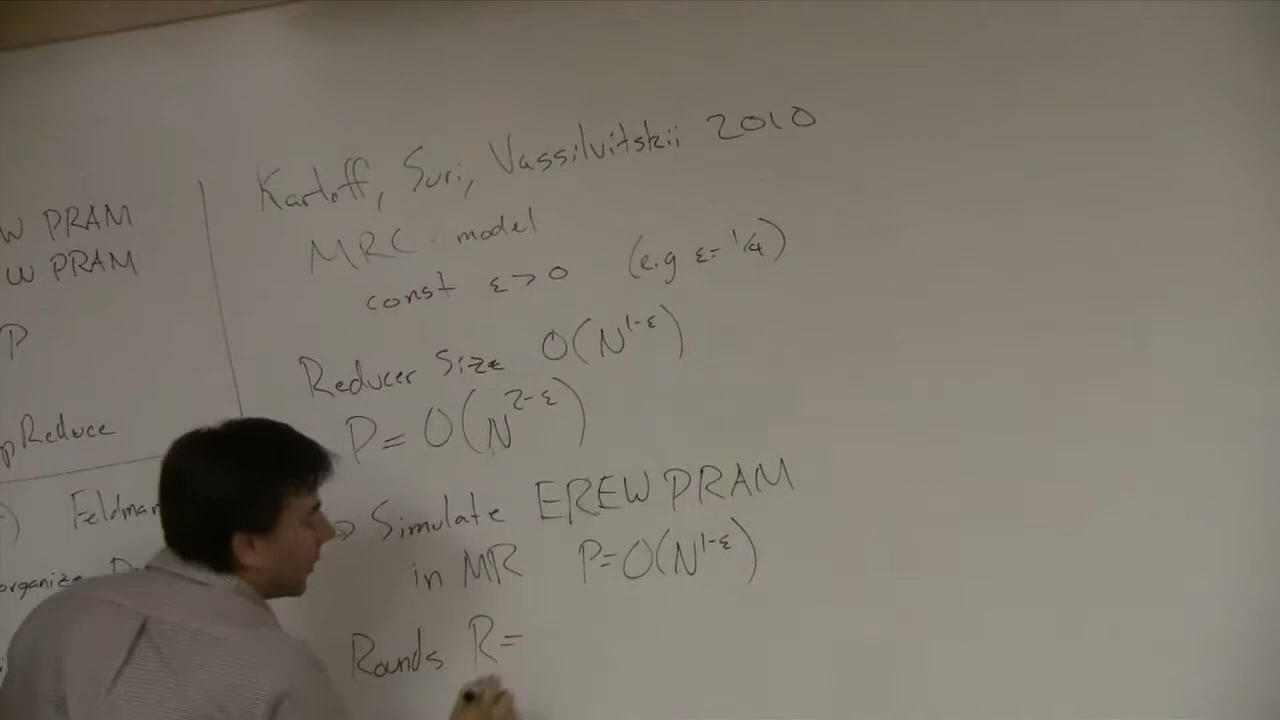 W PRAM
W PRAM
P
pReduce
Feldman
organize
Karloff, Suri, Vassilvitskii 2010
MRC - model
const ε > 0 (e.g ε = 1/4)
Reducer Size O(N^{1-ε})
P = O(N^{2-ε})
Simulate EREW PRAM
in MR P = O(N^{1-ε})
Rounds R =